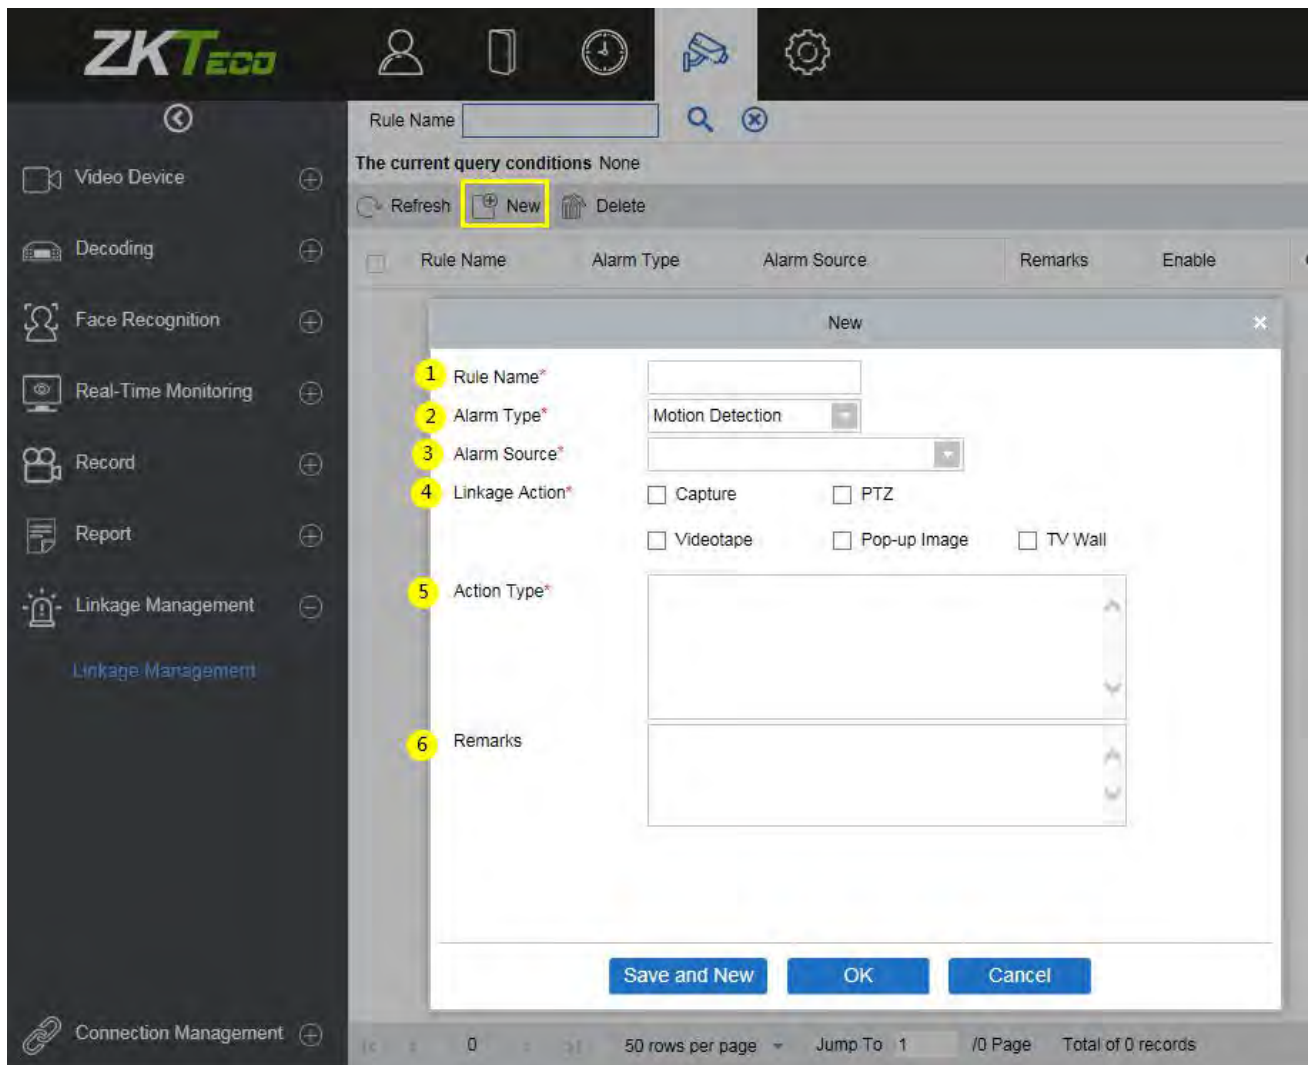 ZKTECO
Rule Name
The current query conditions None
Refresh New Delete
Rule Name Alarm Type Alarm Source Remarks Enable
Video Device
Decoding
Face Recognition
Real-Time Monitoring
Record
Report
Linkage Management
Linkage Management
Connection Management
New
1 Rule Name*
2 Alarm Type* Motion Detection
3 Alarm Source*
4 Linkage Action* Capture PTZ
Videotape Pop-up Image TV Wall
5 Action Type*
6 Remarks
Save and New OK Cancel
0 50 rows per page Jump To 1 /0 Page Total of 0 records